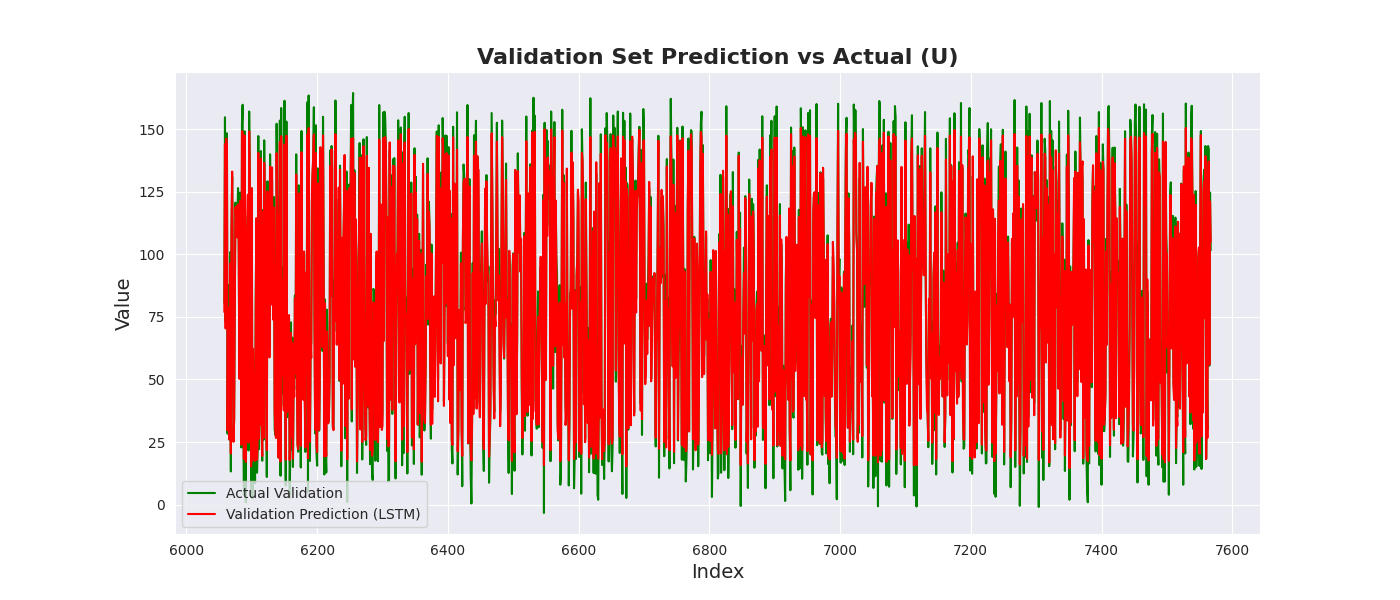 Validation Set Prediction vs Actual (U)
Value
150
125
100
75
50
25
0
Actual Validation
Validation Prediction (LSTM)
6000 6200 6400 6600 6800 7000 7200 7400 7600
Index